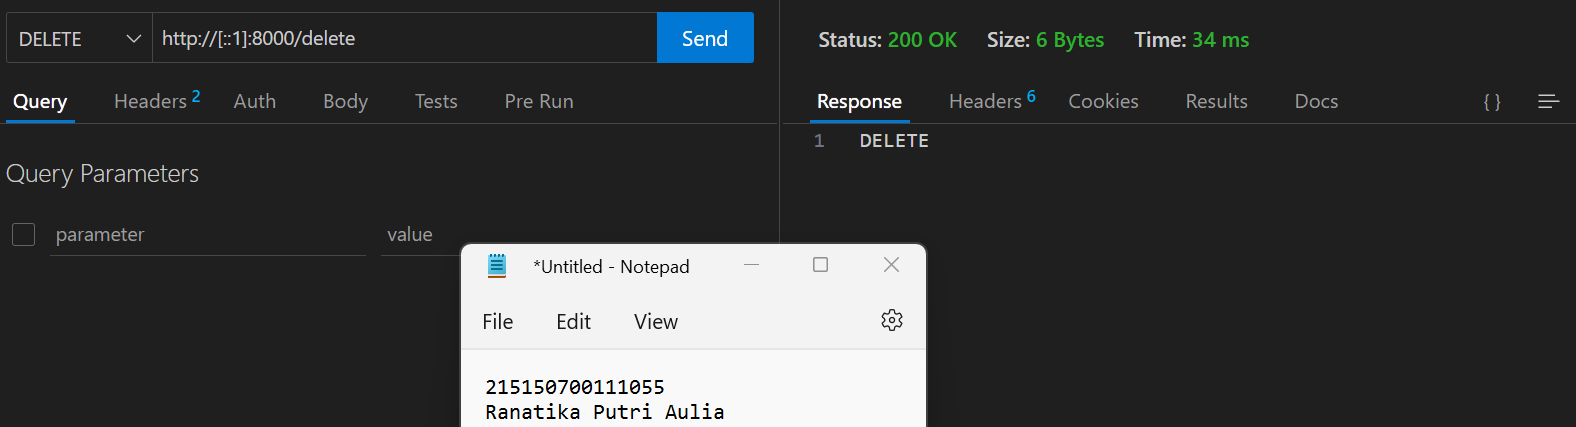 DELETE http://[::1]:8000/delete Send
Query Headers 2 Auth Body Tests Pre Run
Query Parameters
parameter value
Status: 200 OK Size: 6 Bytes Time: 34 ms
Response Headers 6 Cookies Results Docs { }
1 DELETE
*Untitled - Notepad
File Edit View
215150700111055
Ranatika Putri Aulia